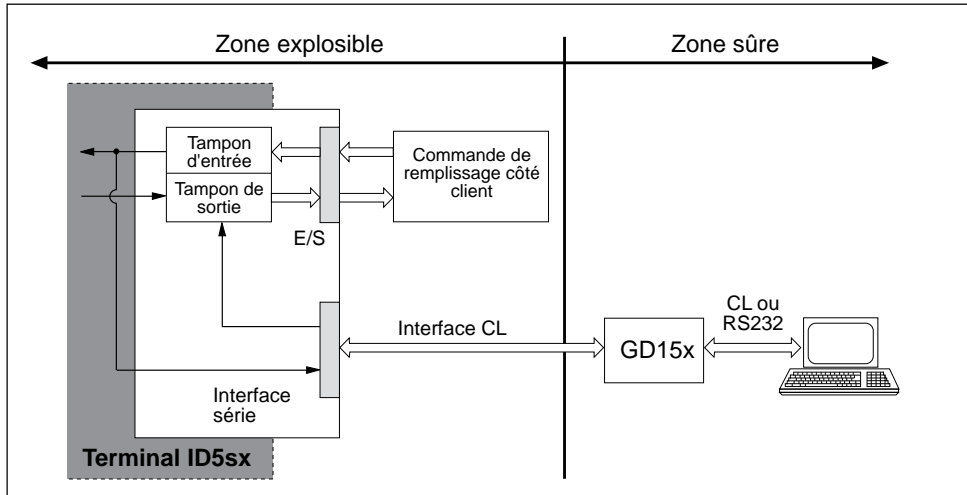 Zone explosible
Zone sûre
Tampon
d'entrée
Tampon de
sortie
E/S
Commande de
remplissage côté
client
Interface CL
CL ou
RS232
GD15x
Interface
série
Terminal ID5sx